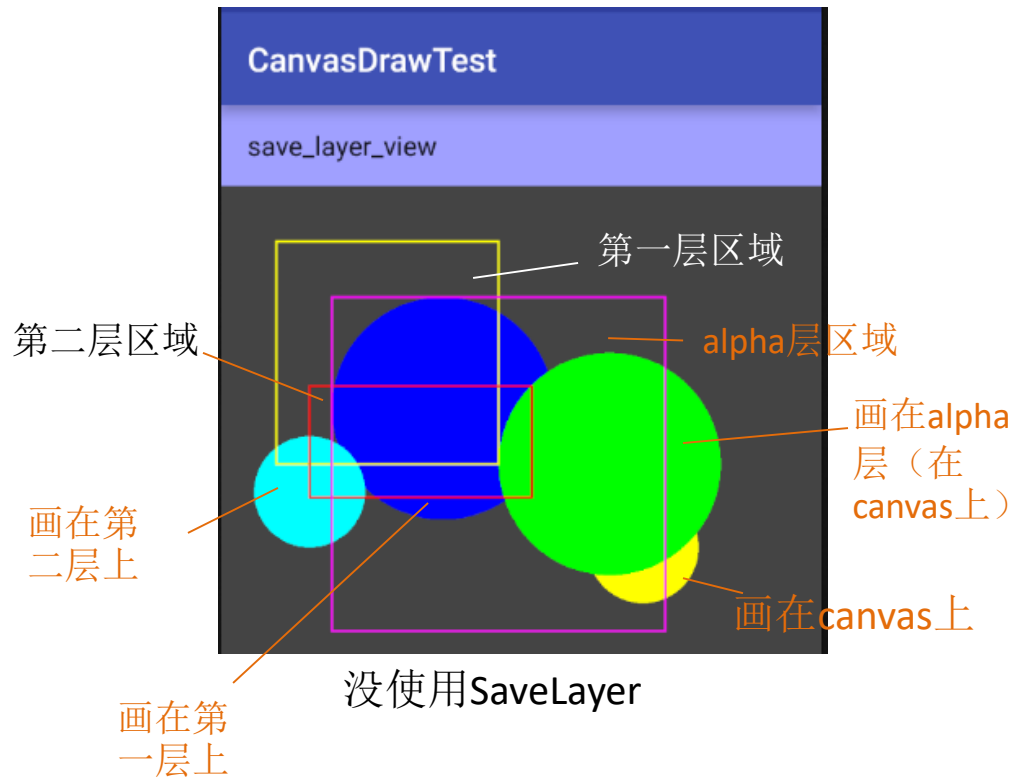 CanvasDrawTest
save_layer_view
第一层区域
第二层区域
alpha层区域
画在alpha
层（在
canvas上）
画在第
二层上
画在canvas上
没使用SaveLayer
画在第
一层上